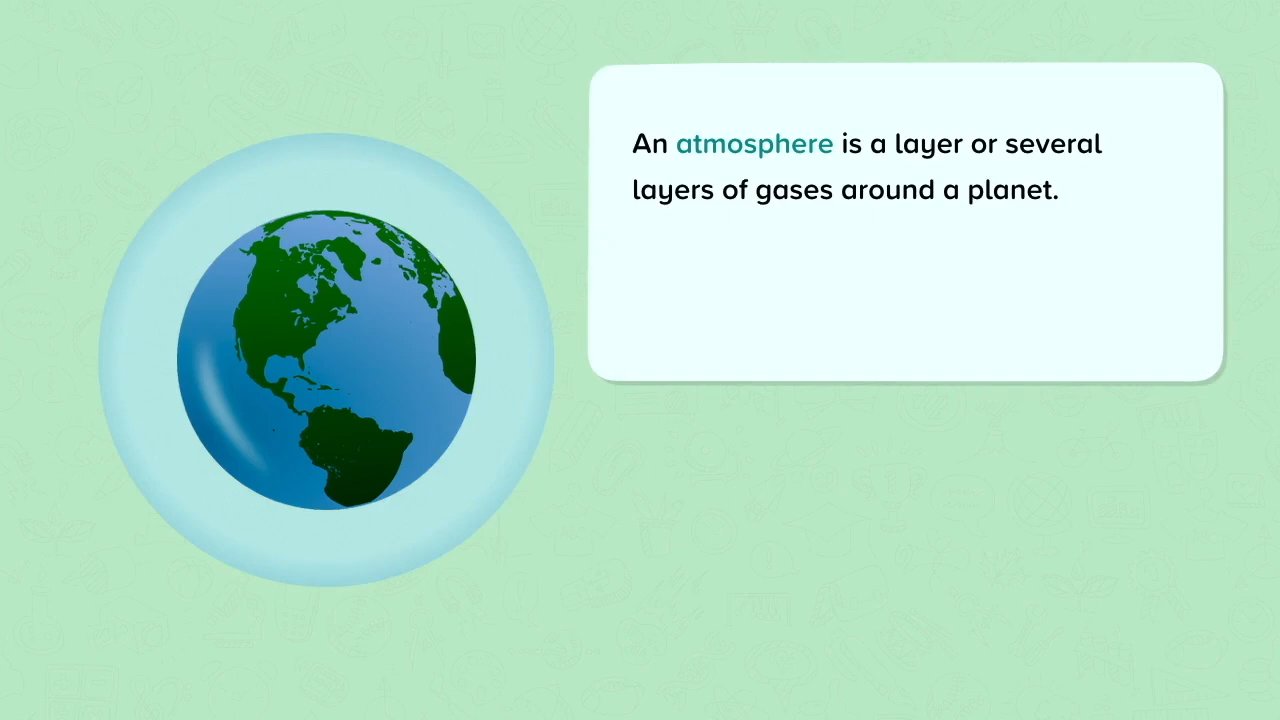 An atmosphere is a layer or several
layers of gases around a planet.